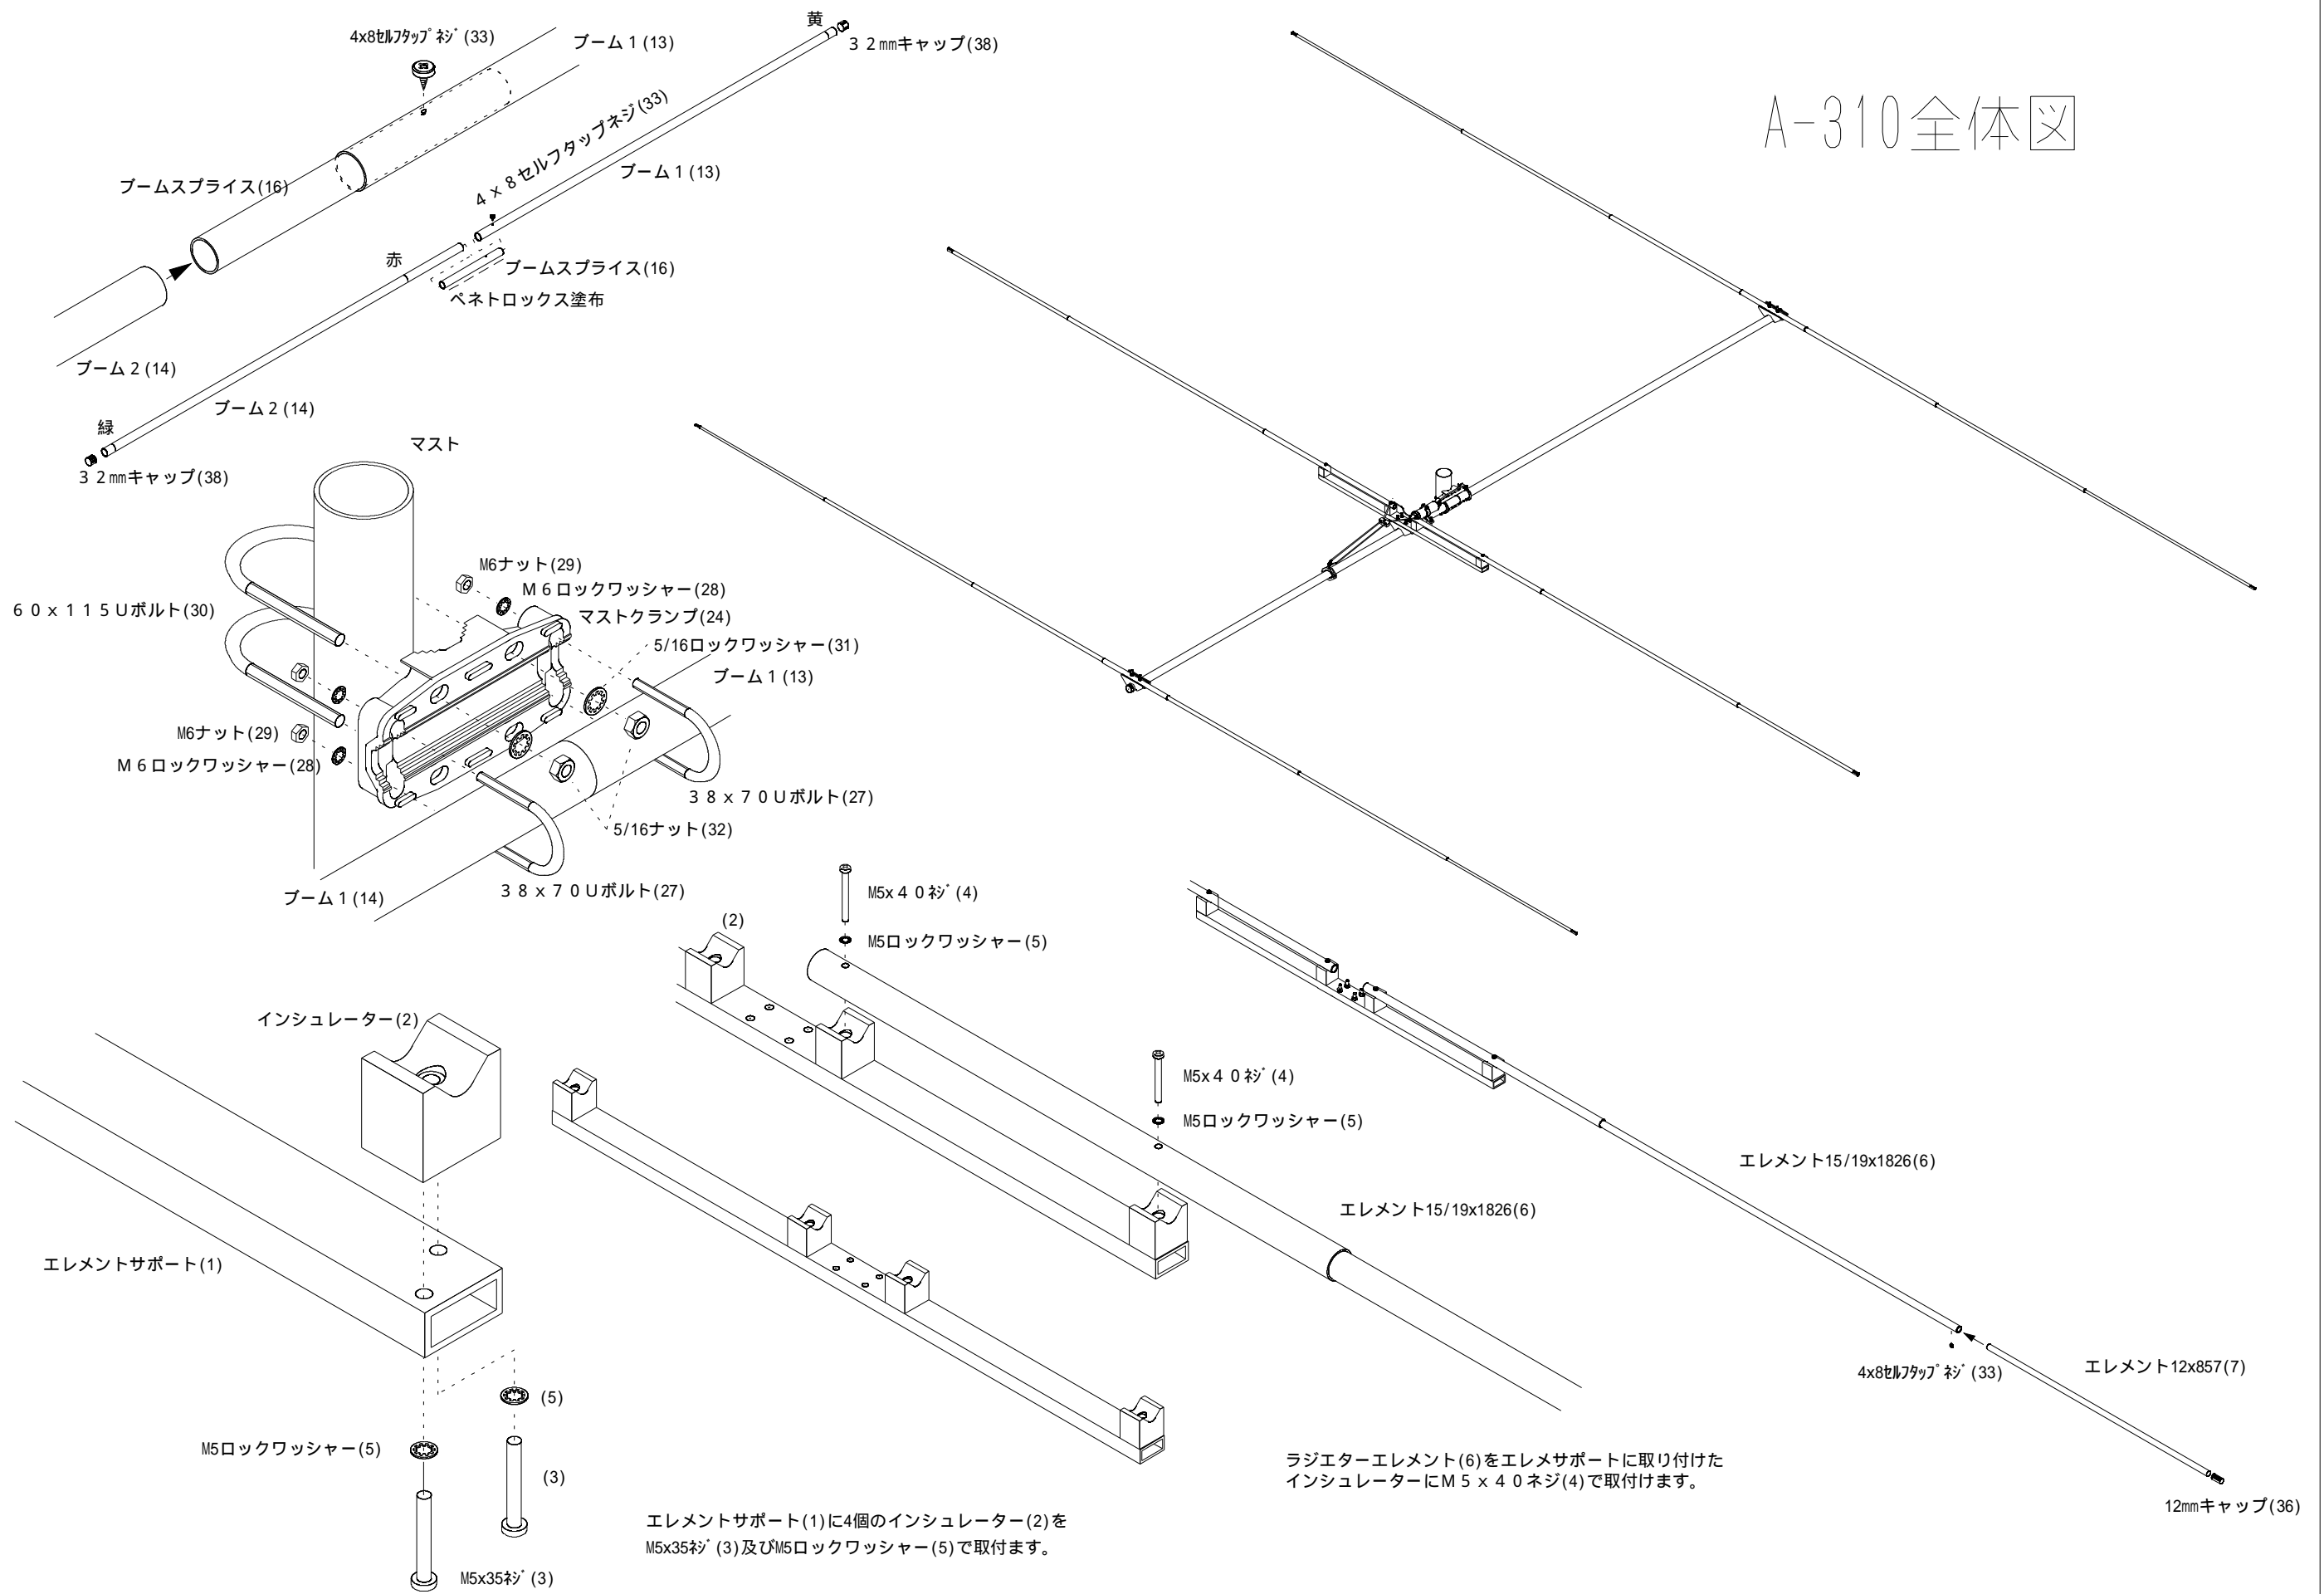 A-310全体図
4x8ｾﾙﾌﾀｯﾌﾟﾈｼﾞ(33)
ブーム１(13)
黄
３２㎜キャップ(38)
４ｘ８セルフタップネジ(33)
ブーム１(13)
ブームスプライス(16)
赤
ブームスプライス(16)
ペネトロックス塗布
ブーム２(14)
ブーム２(14)
緑
３２㎜キャップ(38)
マスト
M6ナット(29)
Ｍ６ロックワッシャー(28)
６０ｘ１１５Ｕボルト(30)
マストクランプ(24)
5/16ロックワッシャー(31)
ブーム１(13)
M6ナット(29)
Ｍ６ロックワッシャー(28)
３８ｘ７０Ｕボルト(27)
5/16ナット(32)
ブーム１(14)
３８ｘ７０Ｕボルト(27)
M5x４０ﾈｼﾞ(4)
(2)
M5ロックワッシャー(5)
インシュレーター(2)
M5x４０ﾈｼﾞ(4)
M5ロックワッシャー(5)
エレメント15/19x1826(6)
エレメント15/19x1826(6)
エレメントサポート(1)
4x8ｾﾙﾌﾀｯﾌﾟﾈｼﾞ(33)
エレメント12x857(7)
(5)
M5ロックワッシャー(5)
(3)
ラジエターエレメント(6)をエレメサポートに取り付けた
インシュレーターにＭ５ｘ４０ネジ(4)で取付けます。
12㎜キャップ(36)
エレメントサポート(1)に4個のインシュレーター(2)を
M5x35ﾈｼﾞ(3)及びM5ロックワッシャー(5)で取付ます。
M5x35ﾈｼﾞ(3)